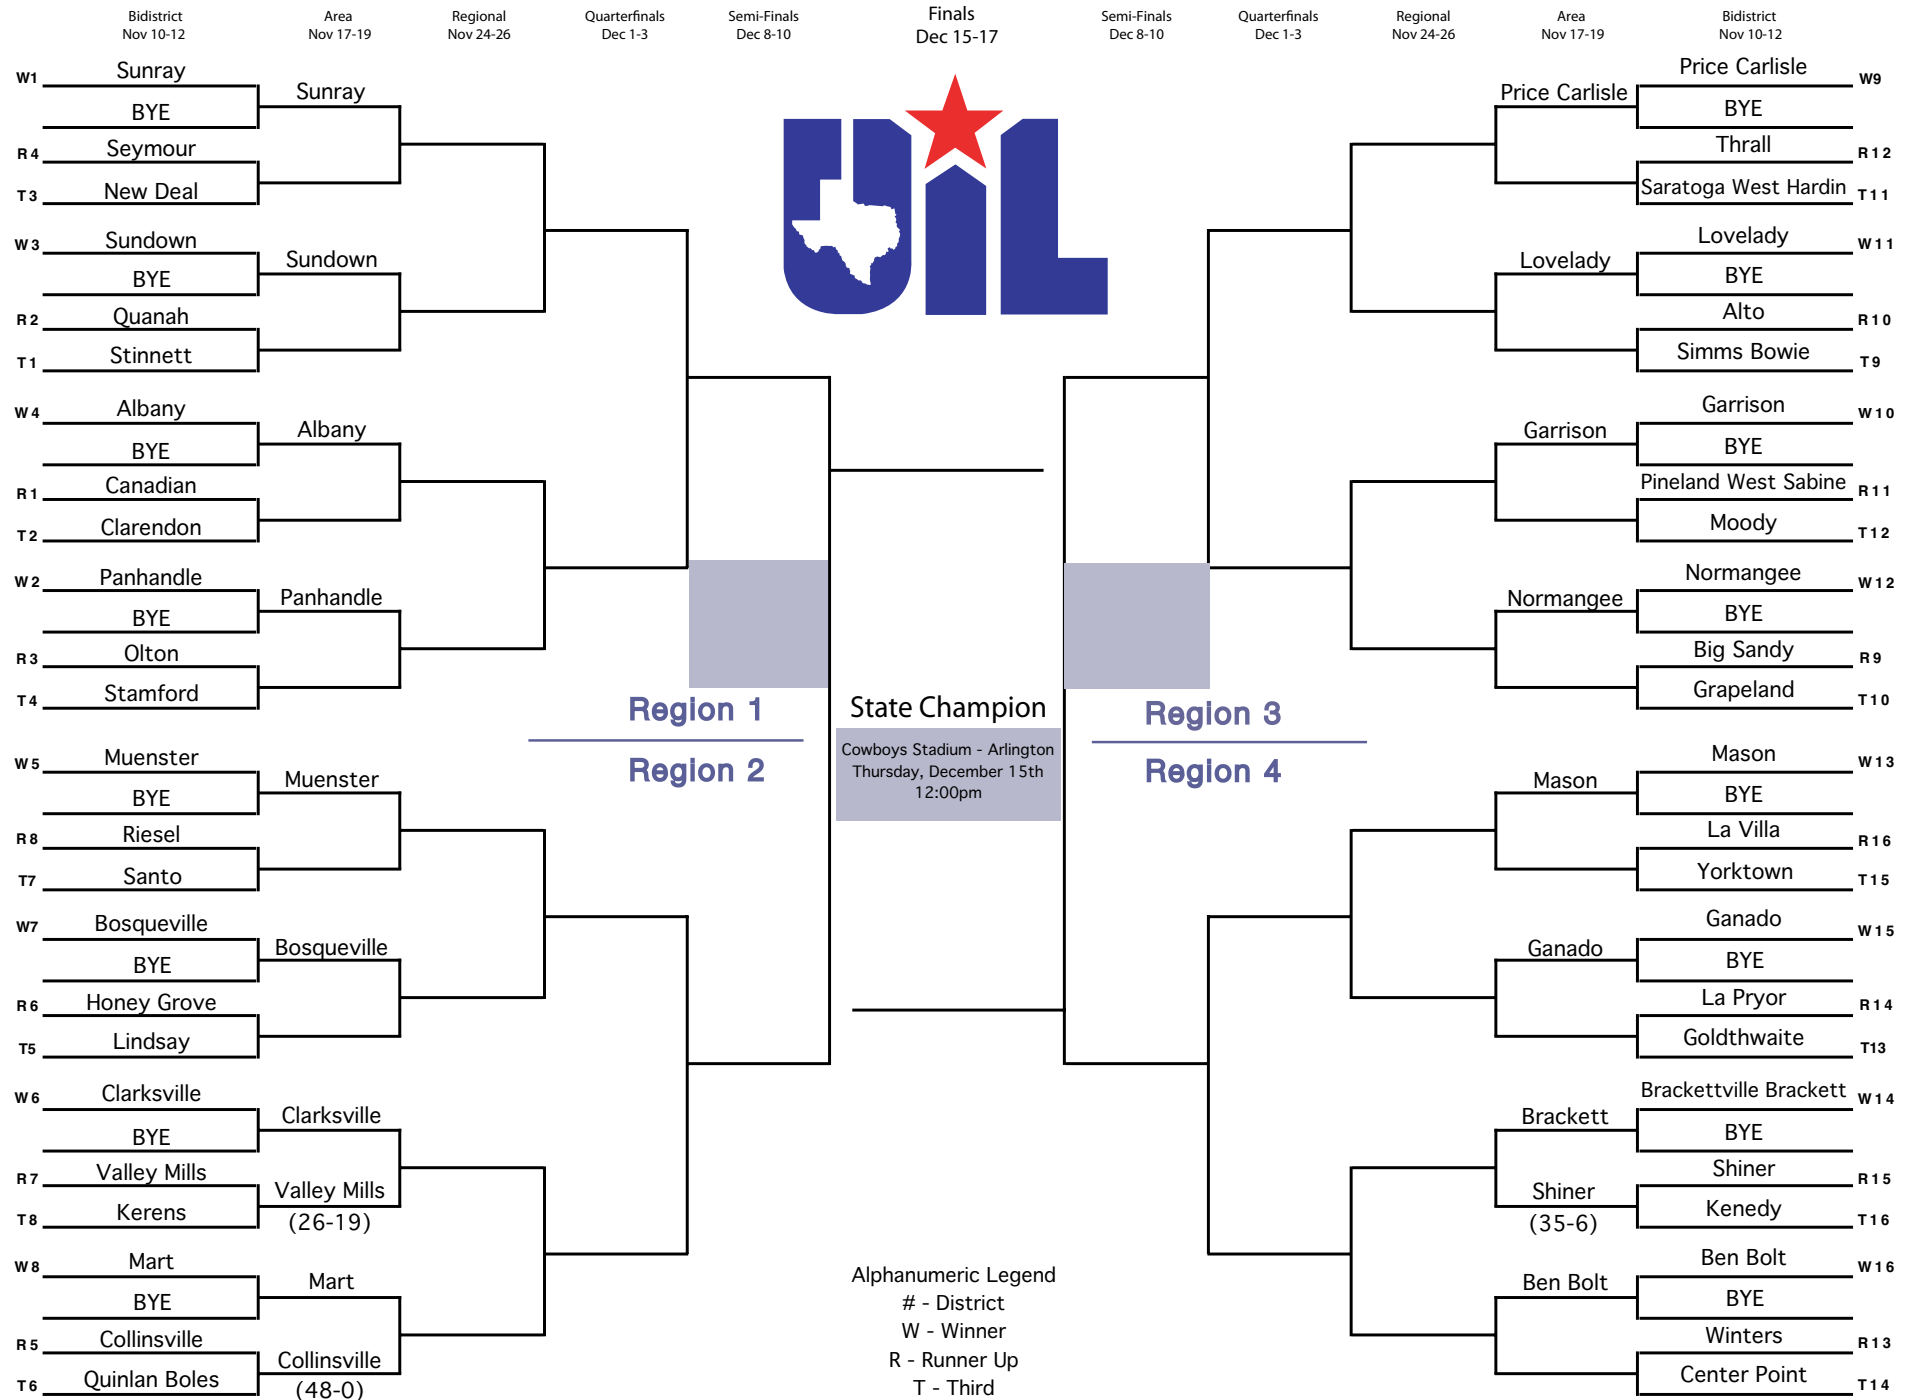 Bidistrict
Nov 10-12
Area
Nov 17-19
Regional
Nov 24-26
Quarterfinals
Dec 1-3
Semi-Finals
Dec 8-10
Finals
Dec 15-17
Semi-Finals
Dec 8-10
Quarterfinals
Dec 1-3
Regional
Nov 24-26
Area
Nov 17-19
Bidistrict
Nov 10-12
UIL
W1 Sunray
BYE
Sunray
R4 Seymour
T3 New Deal
W3 Sundown
BYE
Sundown
R2 Quanah
T1 Stinnett
W4 Albany
BYE
Albany
R1 Canadian
T2 Clarendon
W2 Panhandle
BYE
Panhandle
R3 Olton
T4 Stamford
Region 1
Region 2
W5 Muenster
BYE
Muenster
R8 Riesel
T7 Santo
W7 Bosqueville
BYE
Bosqueville
R6 Honey Grove
T5 Lindsay
W6 Clarksville
BYE
Clarksville
R7 Valley Mills
T8 Kerens
Valley Mills
(26-19)
W8 Mart
BYE
Mart
R5 Collinsville
T6 Quinlan Boles
Collinsville
(48-0)
State Champion
Cowboys Stadium - Arlington
Thursday, December 15th
12:00pm
Alphanumeric Legend
# - District
W - Winner
R - Runner Up
T - Third
Price Carlisle W9
BYE
Price Carlisle
Thrall R12
Saratoga West Hardin T11
Lovelady W11
BYE
Lovelady
Alto R10
Simms Bowie T9
Garrison W10
BYE
Garrison
Pineland West Sabine R11
Moody T12
Normangee W12
BYE
Normangee
Big Sandy R9
Grapeland T10
Region 3
Region 4
Mason W13
BYE
Mason
La Villa R16
Yorktown T15
Ganado W15
BYE
Ganado
La Pryor R14
Goldthwaite T13
Brackettville Brackett W14
BYE
Brackett
Shiner R15
Kenedy T16
Shiner
(35-6)
Ben Bolt W16
BYE
Ben Bolt
Winters R13
Center Point T14